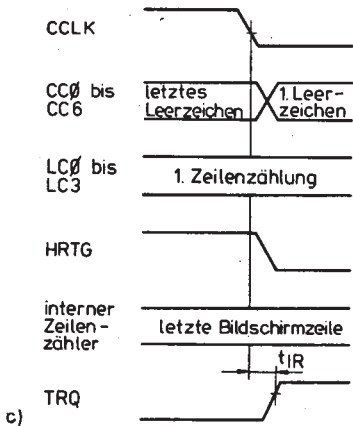 CCLK
CCØ bis
CC6
letztes
Leerzeichen
1. Leer-
zeichen
LCØ bis
LC3
1. Zeilenzählung
HRTG
interner
Zeilen-
zähler
letzte Bildschirmzeile
tIR
TRQ
c)